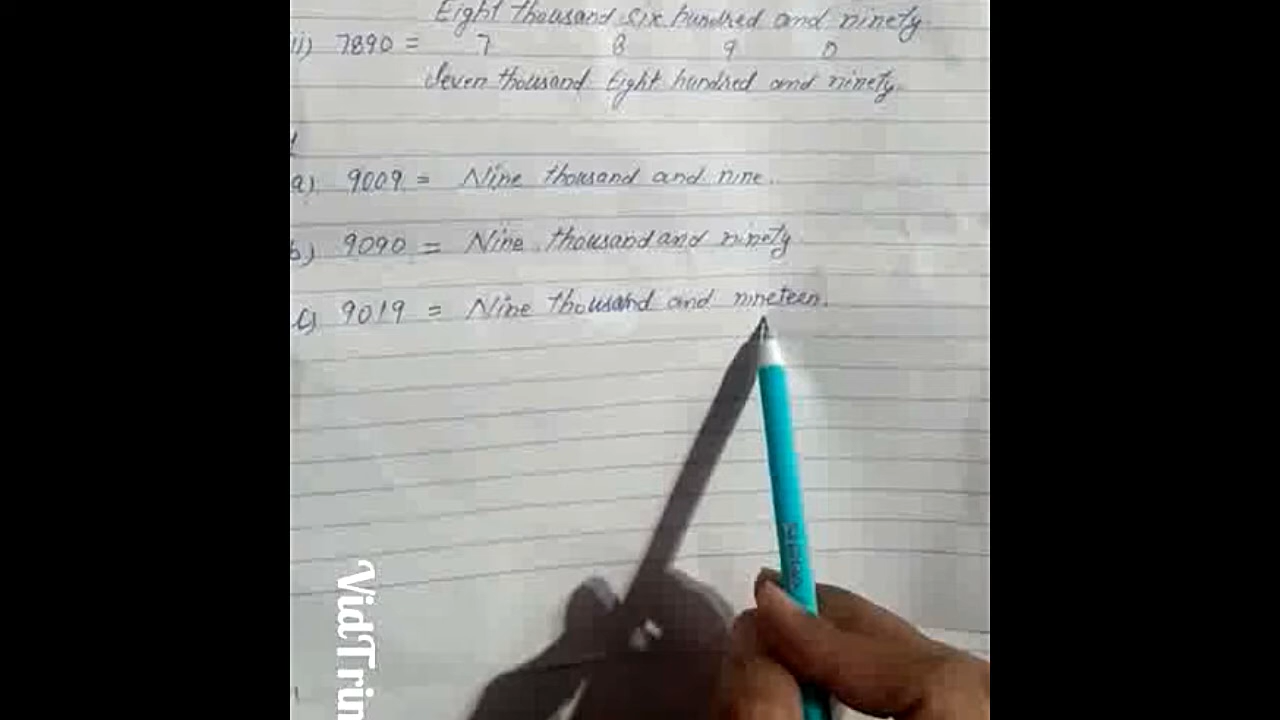 Eight thousand six hundred and ninety.
ii) 7890 = 7 8 9 0
Seven thousand Eight hundred and ninety.
a) 9009 = Nine thousand and nine.
b) 9090 = Nine thousand and ninety
c) 9019 = Nine thousand and nineteen.
VidTrim